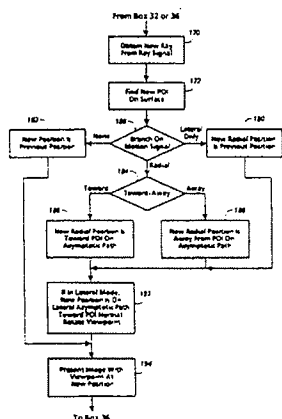 From Box 32 or 36
170
Obtain New Ray
From Ray Signal
172
Find New POI
On Surface
182
180
180
New Position Is
Previous Position
None
Branch On
Motion Signal
Lateral
Only
New Radial Position
Is Previous Position
Radial
184
Toward-Away
Toward
Away
186
188
New Radial Position Is
Toward POI On
Asymptotic Path
New Radial Position
Is Away From POI On
Asymptotic Path
If In Lateral Mode,
New Position Is On
Lateral Asymptotic Path
Toward POI Normal
Rotate Viewpoint
194
Present Image With
Viewpoint At
New Position
To Box 36